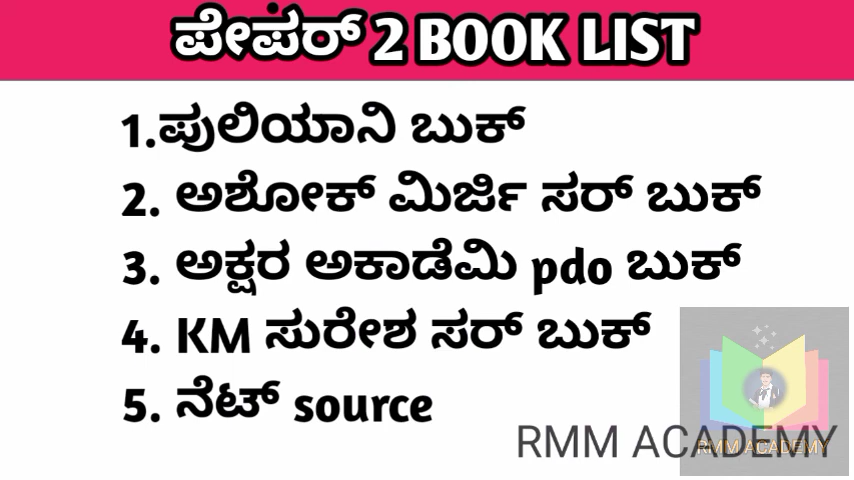 ಪೇಪರ್ 2 BOOK LIST
1.ಪುಲಿಯಾನಿ ಬುಕ್
2. ಅಶೋಕ್ ಮಿರ್ಜಿ ಸರ್ ಬುಕ್
3. ಅಕ್ಷರ ಅಕಾಡೆಮಿ pdo ಬುಕ್
4. KM ಸುರೇಶ ಸರ್ ಬುಕ್
5. ನೆಟ್ source
RMM ACADEMY
RMM ACADEMY